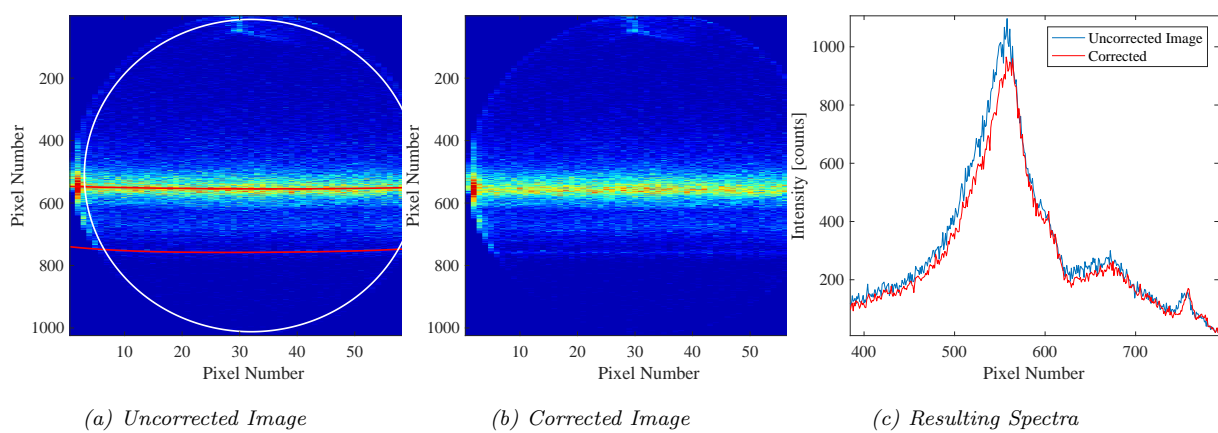 200
400
600
800
1000
10
20
30
40
50
Pixel Number
Pixel Number
(a) Uncorrected Image
200
400
600
800
1000
10
20
30
40
50
Pixel Number
Pixel Number
(b) Corrected Image
1000
800
600
400
200
400
500
600
700
Intensity [counts]
Pixel Number
Uncorrected Image
Corrected
(c) Resulting Spectra